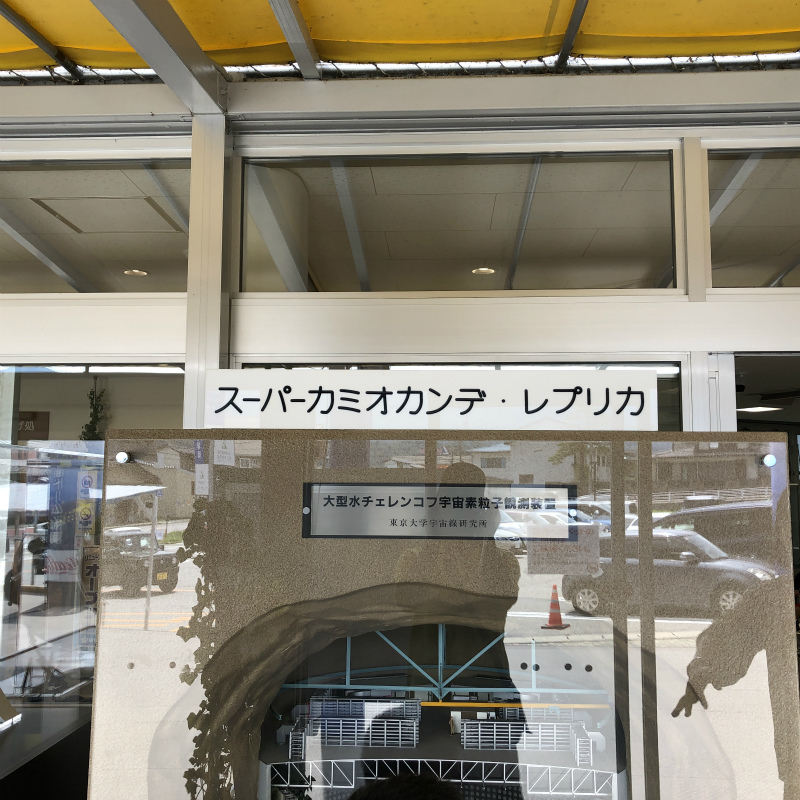 スーパーカミオカンデ・レプリカ
大型水チェレンコフ宇宙素粒子観測装置
東京大学宇宙線研究所